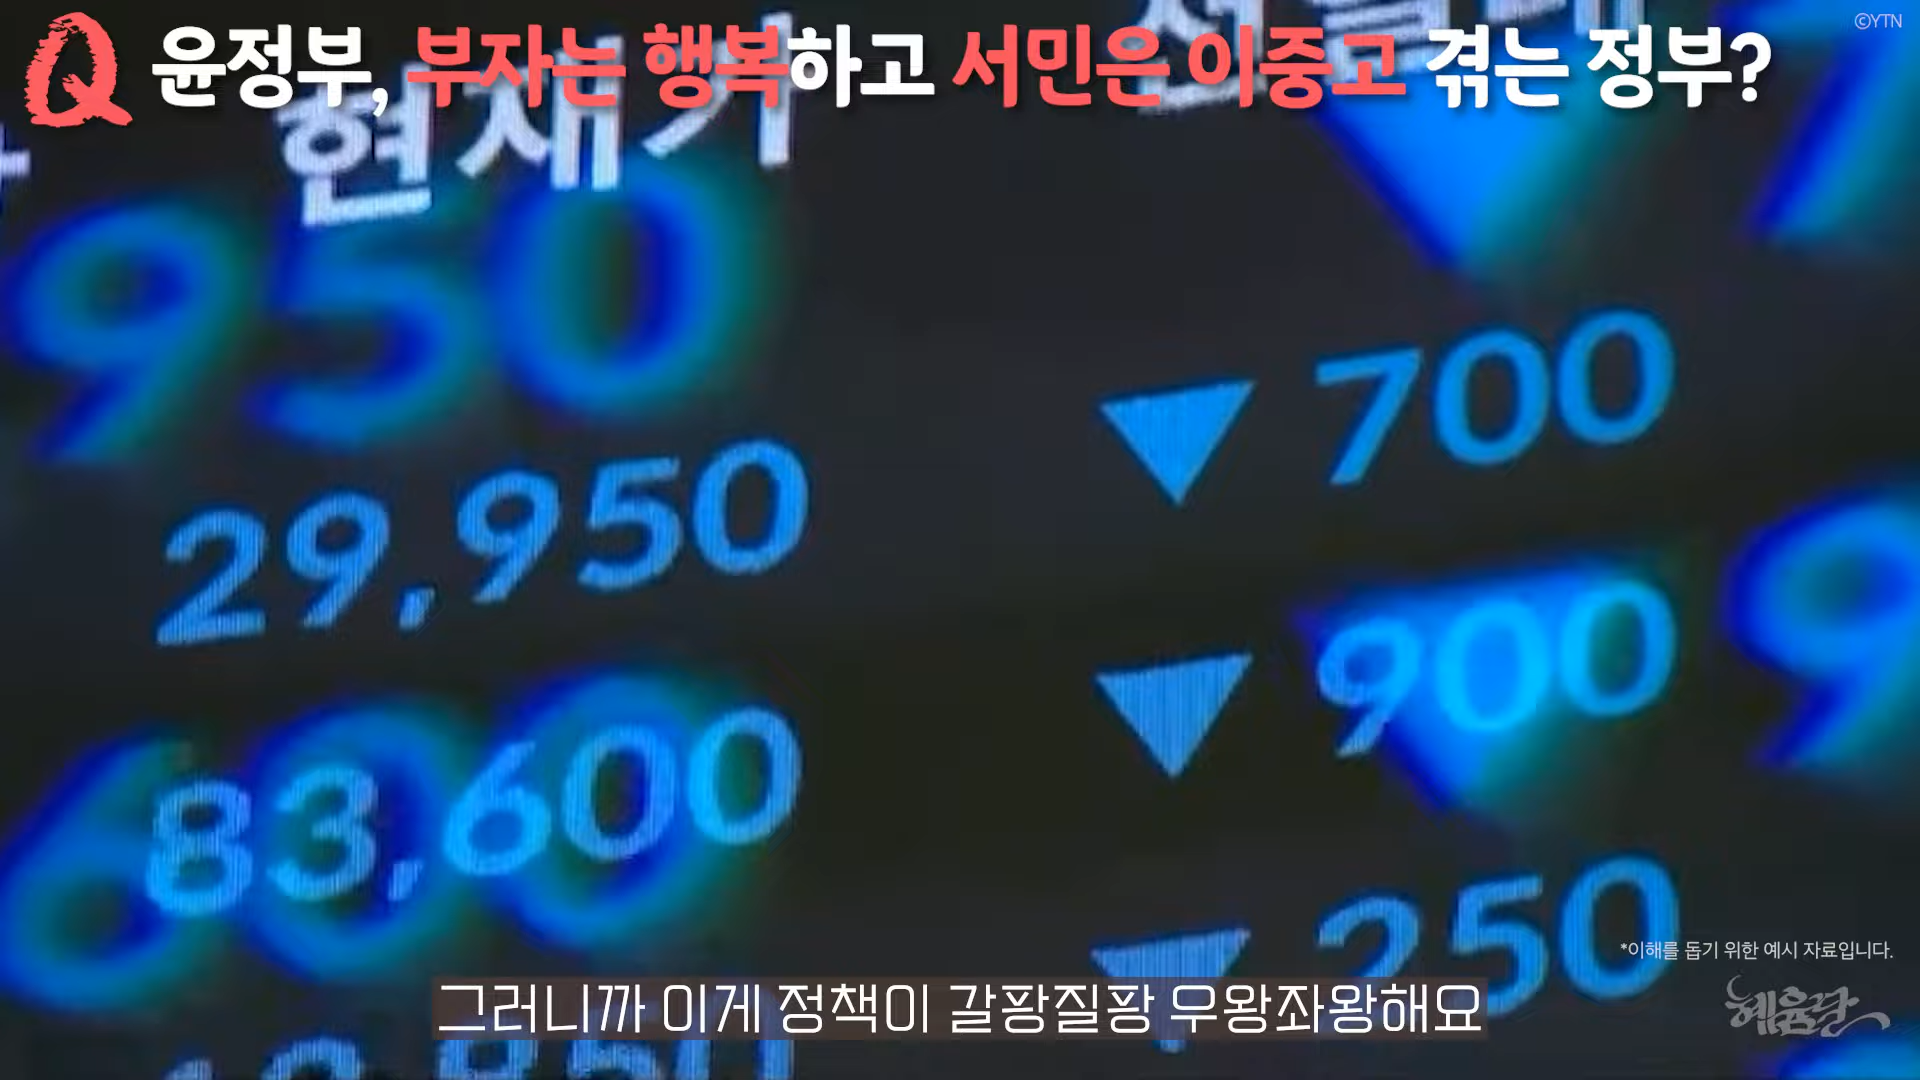 ©YTN
Q 윤정부, 부자는 행복하고 서민은 이중고 겪는 정부?
현재가
950
▼ 700
29,950
▼ 900
83,600
▼ 250
*이해를 돕기 위한 예시 자료입니다.
혜윰달
그러니까 이게 정책이 갈팡질팡 우왕좌왕해요